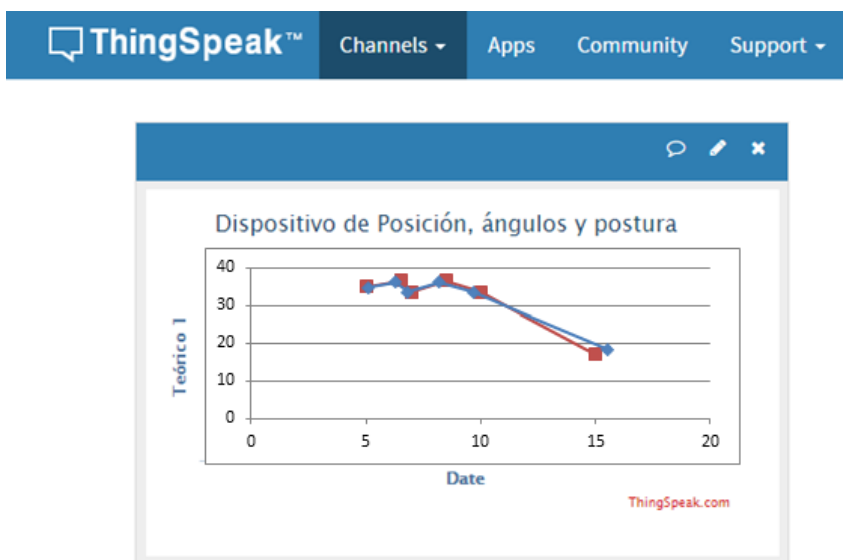 ThingSpeak™ Channels Apps Community Support
Dispositivo de Posición, ángulos y postura
40
30
20
10
0
Teórico 1
0 5 10 15 20
Date
ThingSpeak.com